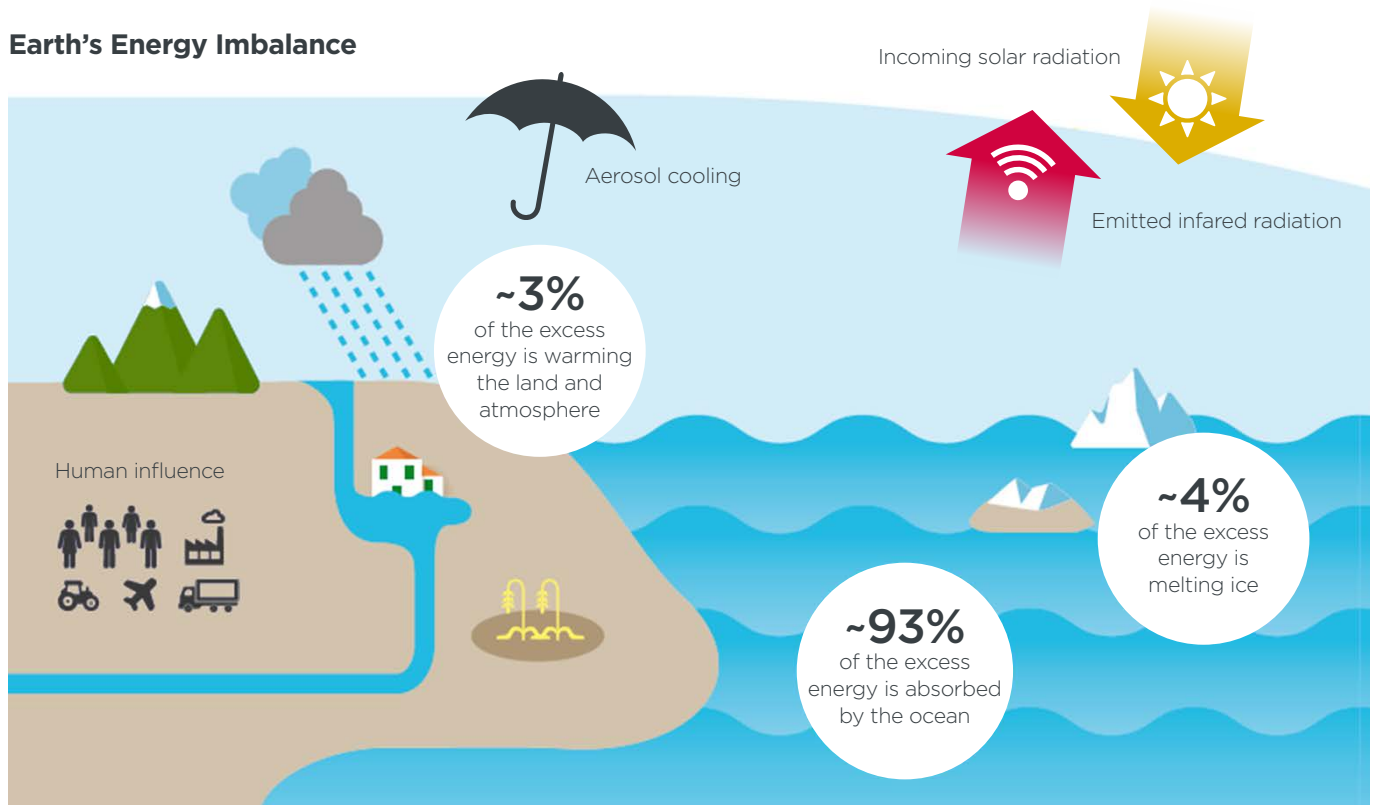 Earth’s Energy Imbalance
Incoming solar radiation
Aerosol cooling
Emitted infared radiation
~3%
of the excess
energy is warming
the land and
atmosphere
Human influence
~4%
of the excess
energy is
melting ice
~93%
of the excess
energy is absorbed
by the ocean